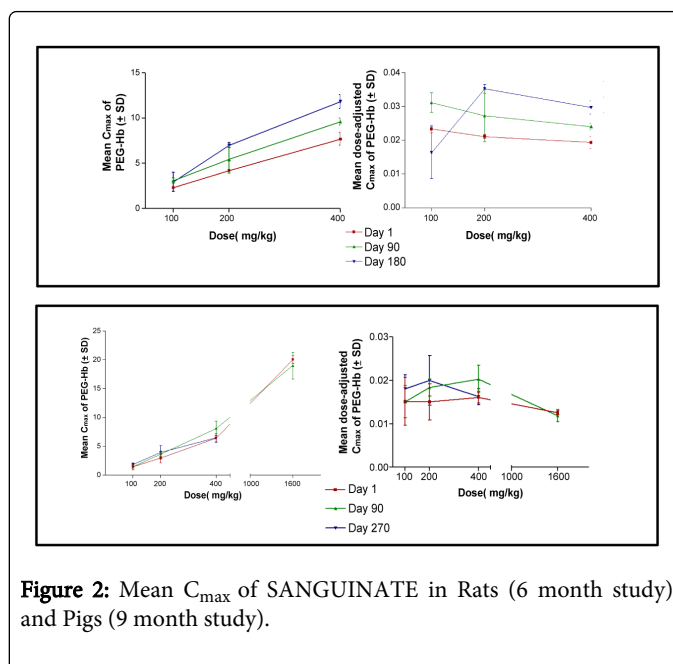 Mean Cmax of
PEG-Hb (± SD)
15
10
5
0
100
200
400
Dose( mg/kg)
Mean dose-adjusted
Cmax of PEG-Hb (± SD)
0.04
0.03
0.02
0.01
0.00
100
200
400
Dose( mg/kg)
Day 1
Day 90
Day 180
Mean Cmax of PEG-Hb (± SD)
25
20
15
10
5
0
100
200
400
1000
1600
Dose( mg/kg)
Mean dose-adjusted
Cmax of PEG-Hb (± SD)
0.03
0.02
0.01
0.00
100
200
400
1000
1600
Dose( mg/kg)
Day 1
Day 90
Day 270
Figure 2: Mean Cmax of SANGUINATE in Rats (6 month study)
and Pigs (9 month study).